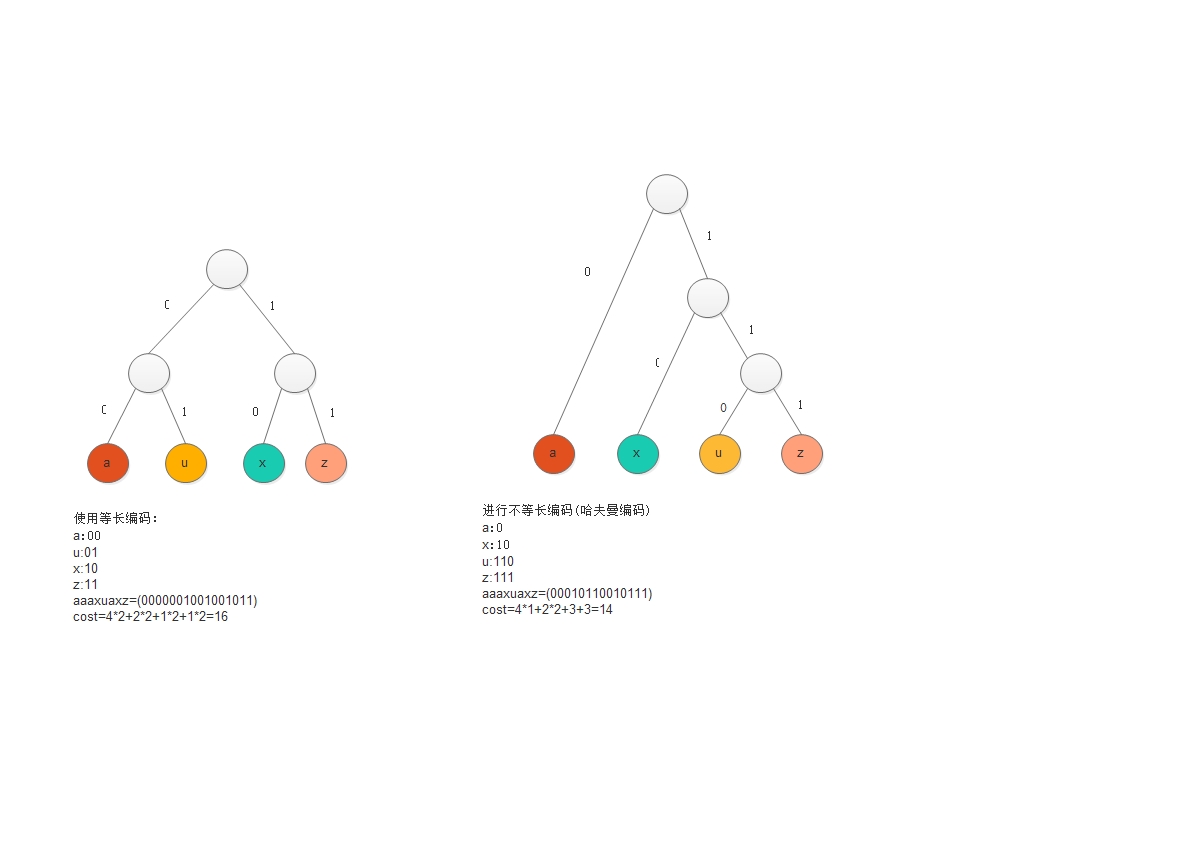 0
1
0
1
0
1
a
u
x
z
使用等长编码:
a:00
u:01
x:10
z:11
aaaxuaxz=(0000001001001011)
cost=4*2+2*2+1*2+1*2=16
0
1
0
1
0
1
a
x
u
z
进行不等长编码(哈夫曼编码)
a:0
x:10
u:110
z:111
aaaxuaxz=(00010110010111)
cost=4*1+2*2+3+3=14